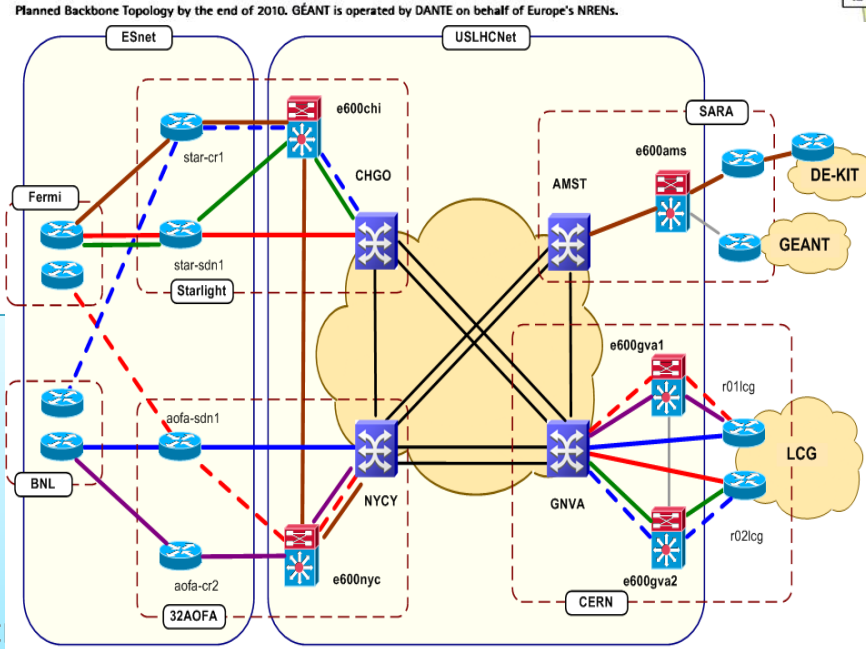 Planned Backbone Topology by the end of 2010. GÉANT is operated by DANTE on behalf of Europe's NRENs.
ESnet
USLHCNet
SARA
e600chi
star-cr1
CHGO
e600ams
AMST
DE-KIT
Fermi
GEANT
star-sdn1
Starlight
e600gva1
r01lcg
aofa-sdn1
LCG
BNL
NYCY
GNVA
r02lcg
aofa-cr2
e600nyc
e600gva2
32AOFA
CERN